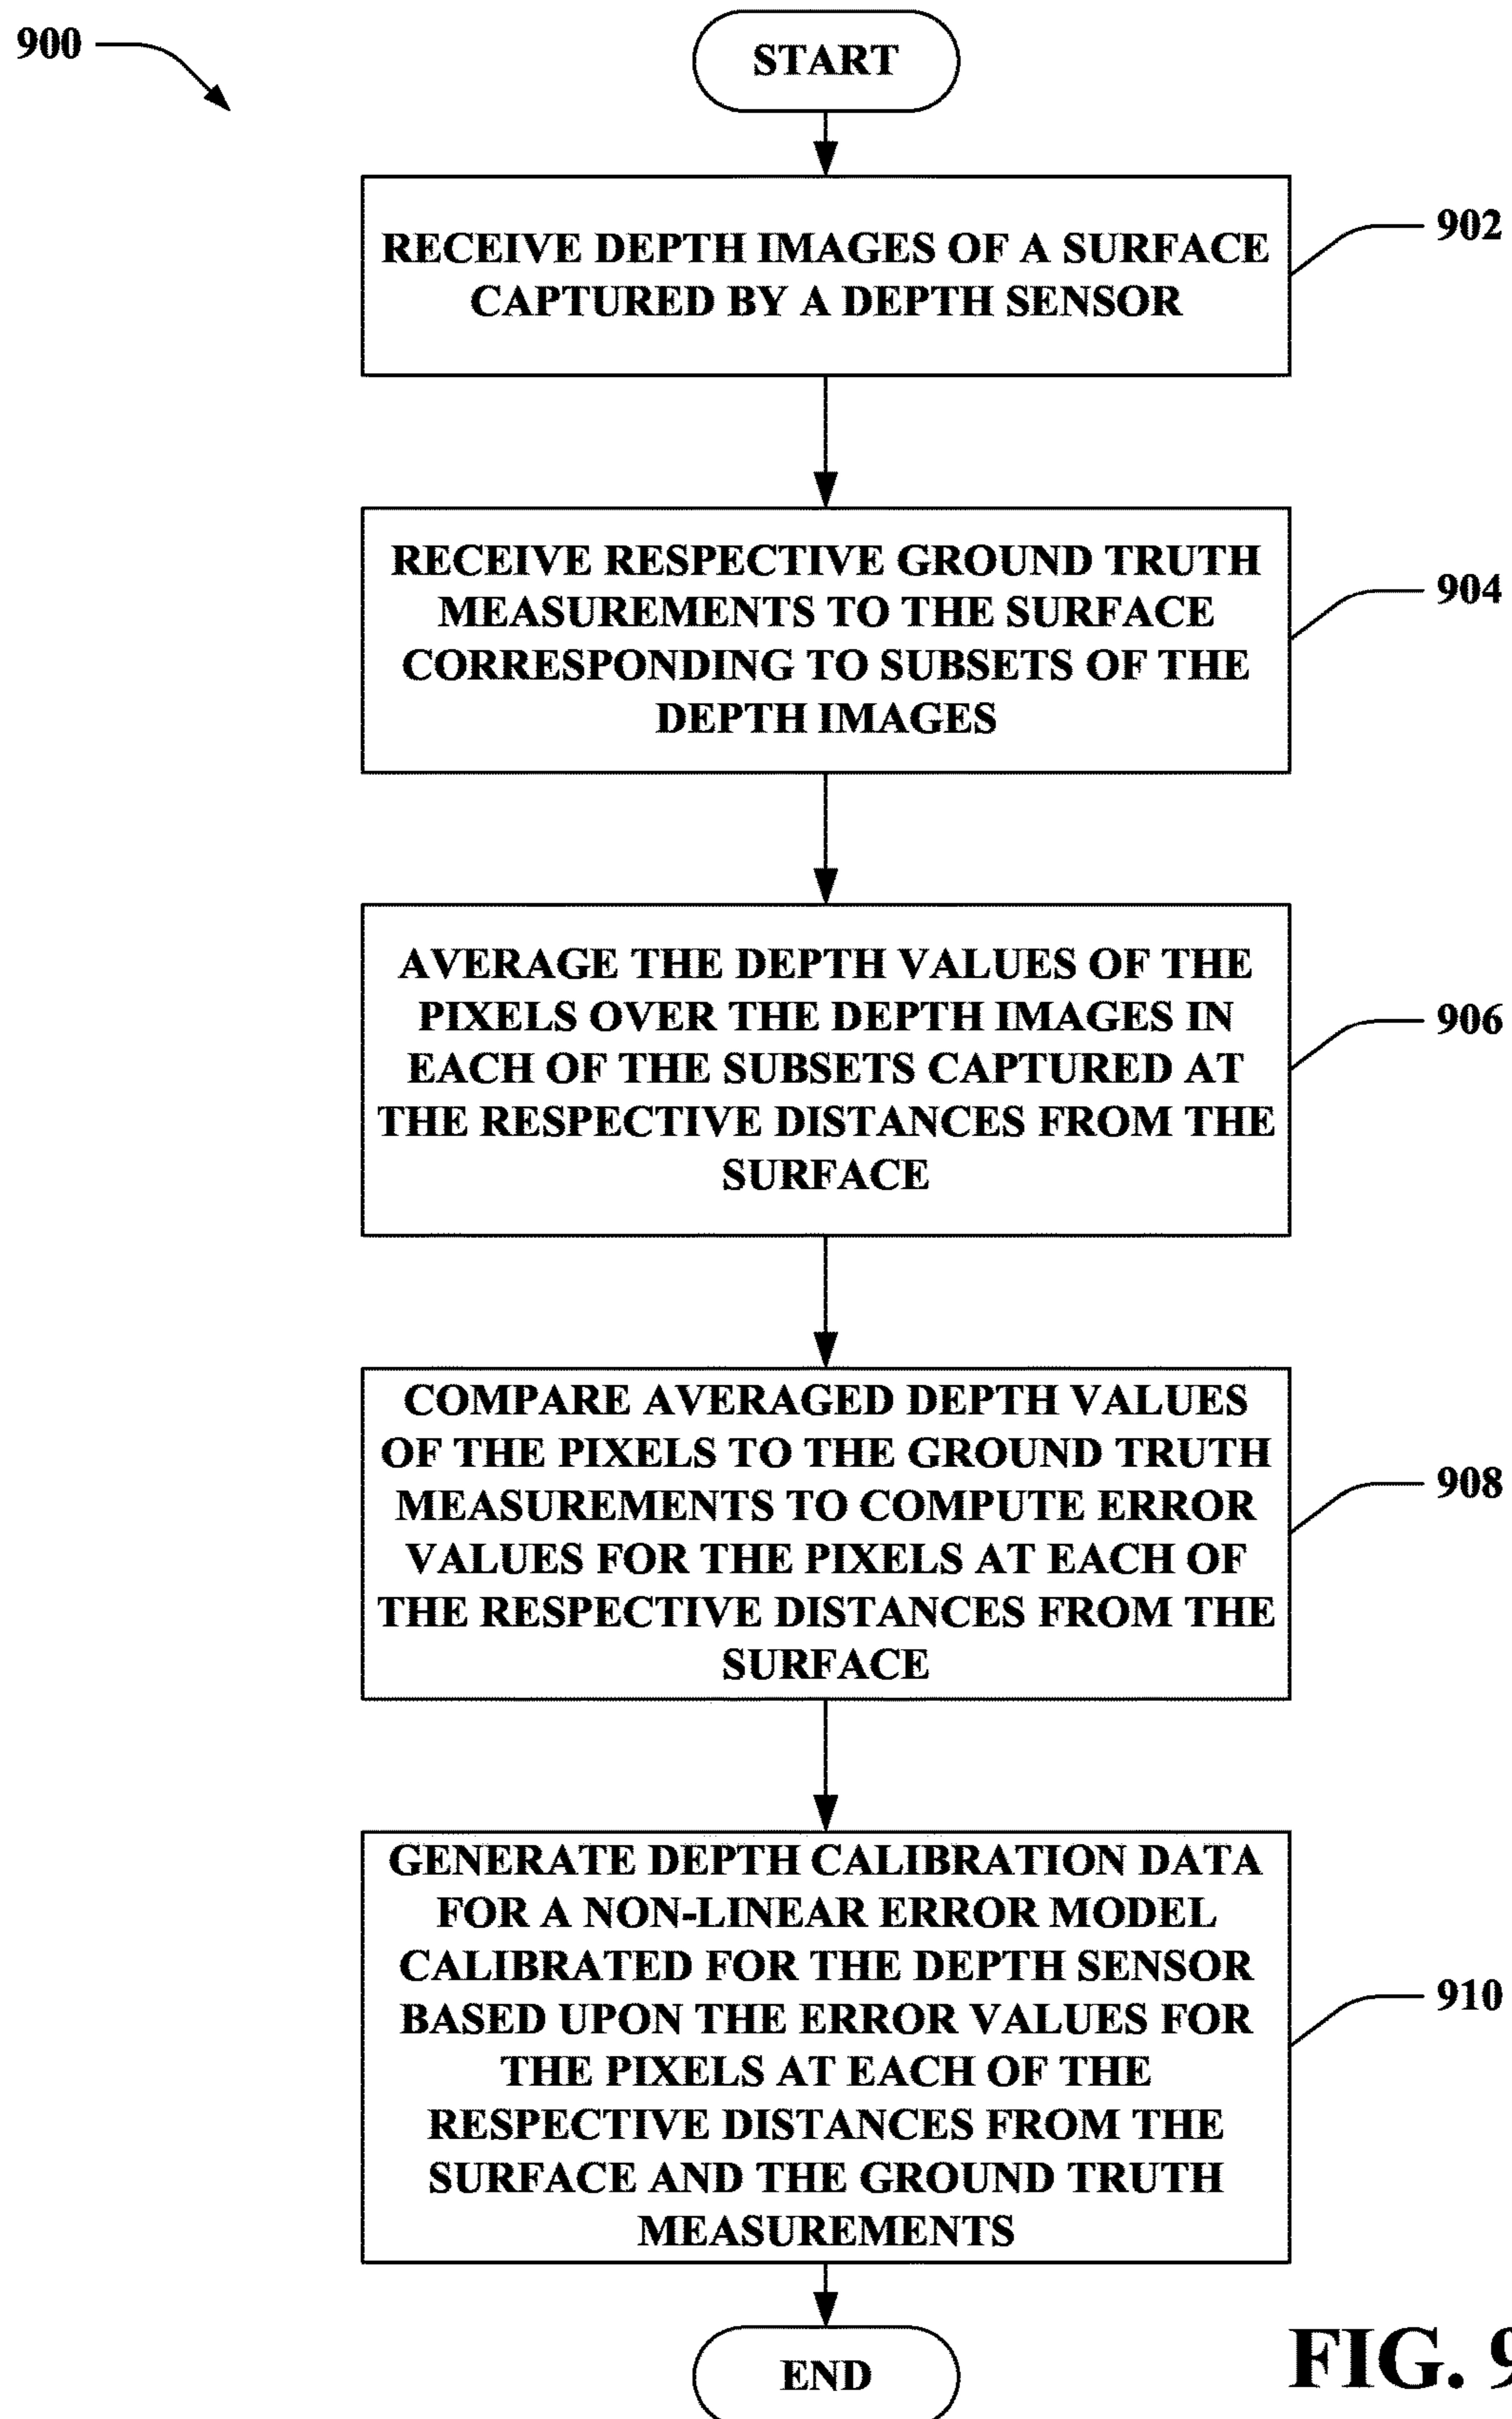 900
START
RECEIVE DEPTH IMAGES OF A SURFACE
CAPTURED BY A DEPTH SENSOR
902
RECEIVE RESPECTIVE GROUND TRUTH
MEASUREMENTS TO THE SURFACE
CORRESPONDING TO SUBSETS OF THE
DEPTH IMAGES
904
AVERAGE THE DEPTH VALUES OF THE
PIXELS OVER THE DEPTH IMAGES IN
EACH OF THE SUBSETS CAPTURED AT
THE RESPECTIVE DISTANCES FROM THE
SURFACE
906
COMPARE AVERAGED DEPTH VALUES
OF THE PIXELS TO THE GROUND TRUTH
MEASUREMENTS TO COMPUTE ERROR
VALUES FOR THE PIXELS AT EACH OF
THE RESPECTIVE DISTANCES FROM THE
SURFACE
908
GENERATE DEPTH CALIBRATION DATA
FOR A NON-LINEAR ERROR MODEL
CALIBRATED FOR THE DEPTH SENSOR
BASED UPON THE ERROR VALUES FOR
THE PIXELS AT EACH OF THE
RESPECTIVE DISTANCES FROM THE
SURFACE AND THE GROUND TRUTH
MEASUREMENTS
910
END
FIG. 9